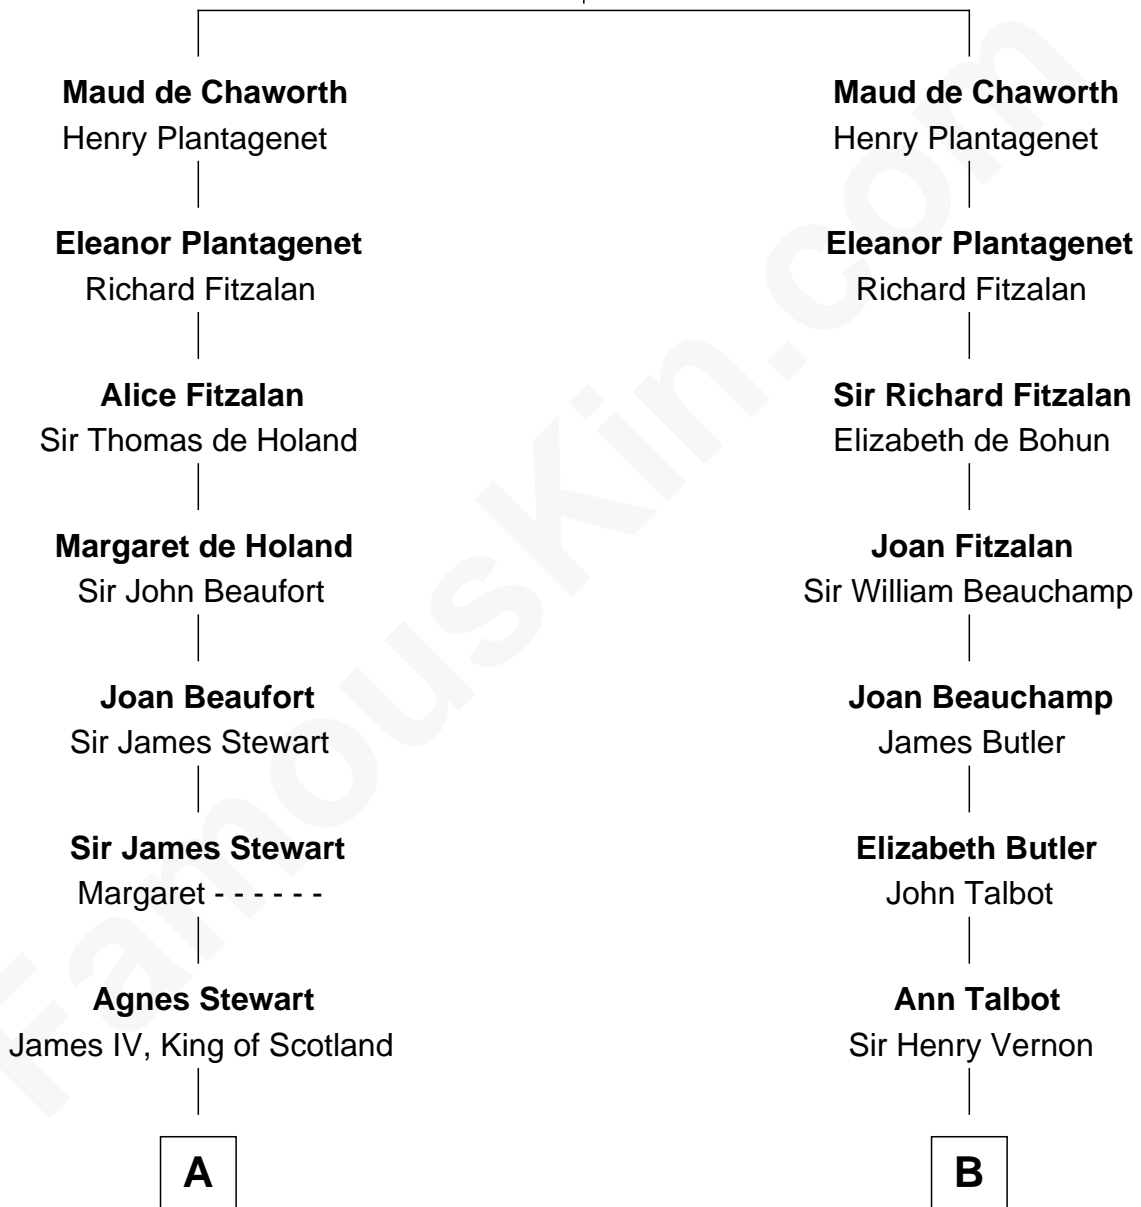 Maud de Chaworth
Henry Plantagenet
Eleanor Plantagenet
Richard Fitzalan
Alice Fitzalan
Sir Thomas de Holand
Margaret de Holand
Sir John Beaufort
Joan Beaufort
Sir James Stewart
Sir James Stewart
Margaret - - - - - -
Agnes Stewart
James IV, King of Scotland
A
Maud de Chaworth
Henry Plantagenet
Eleanor Plantagenet
Richard Fitzalan
Sir Richard Fitzalan
Elizabeth de Bohun
Joan Fitzalan
Sir William Beauchamp
Joan Beauchamp
James Butler
Elizabeth Butler
John Talbot
Ann Talbot
Sir Henry Vernon
B
FamousKin.com